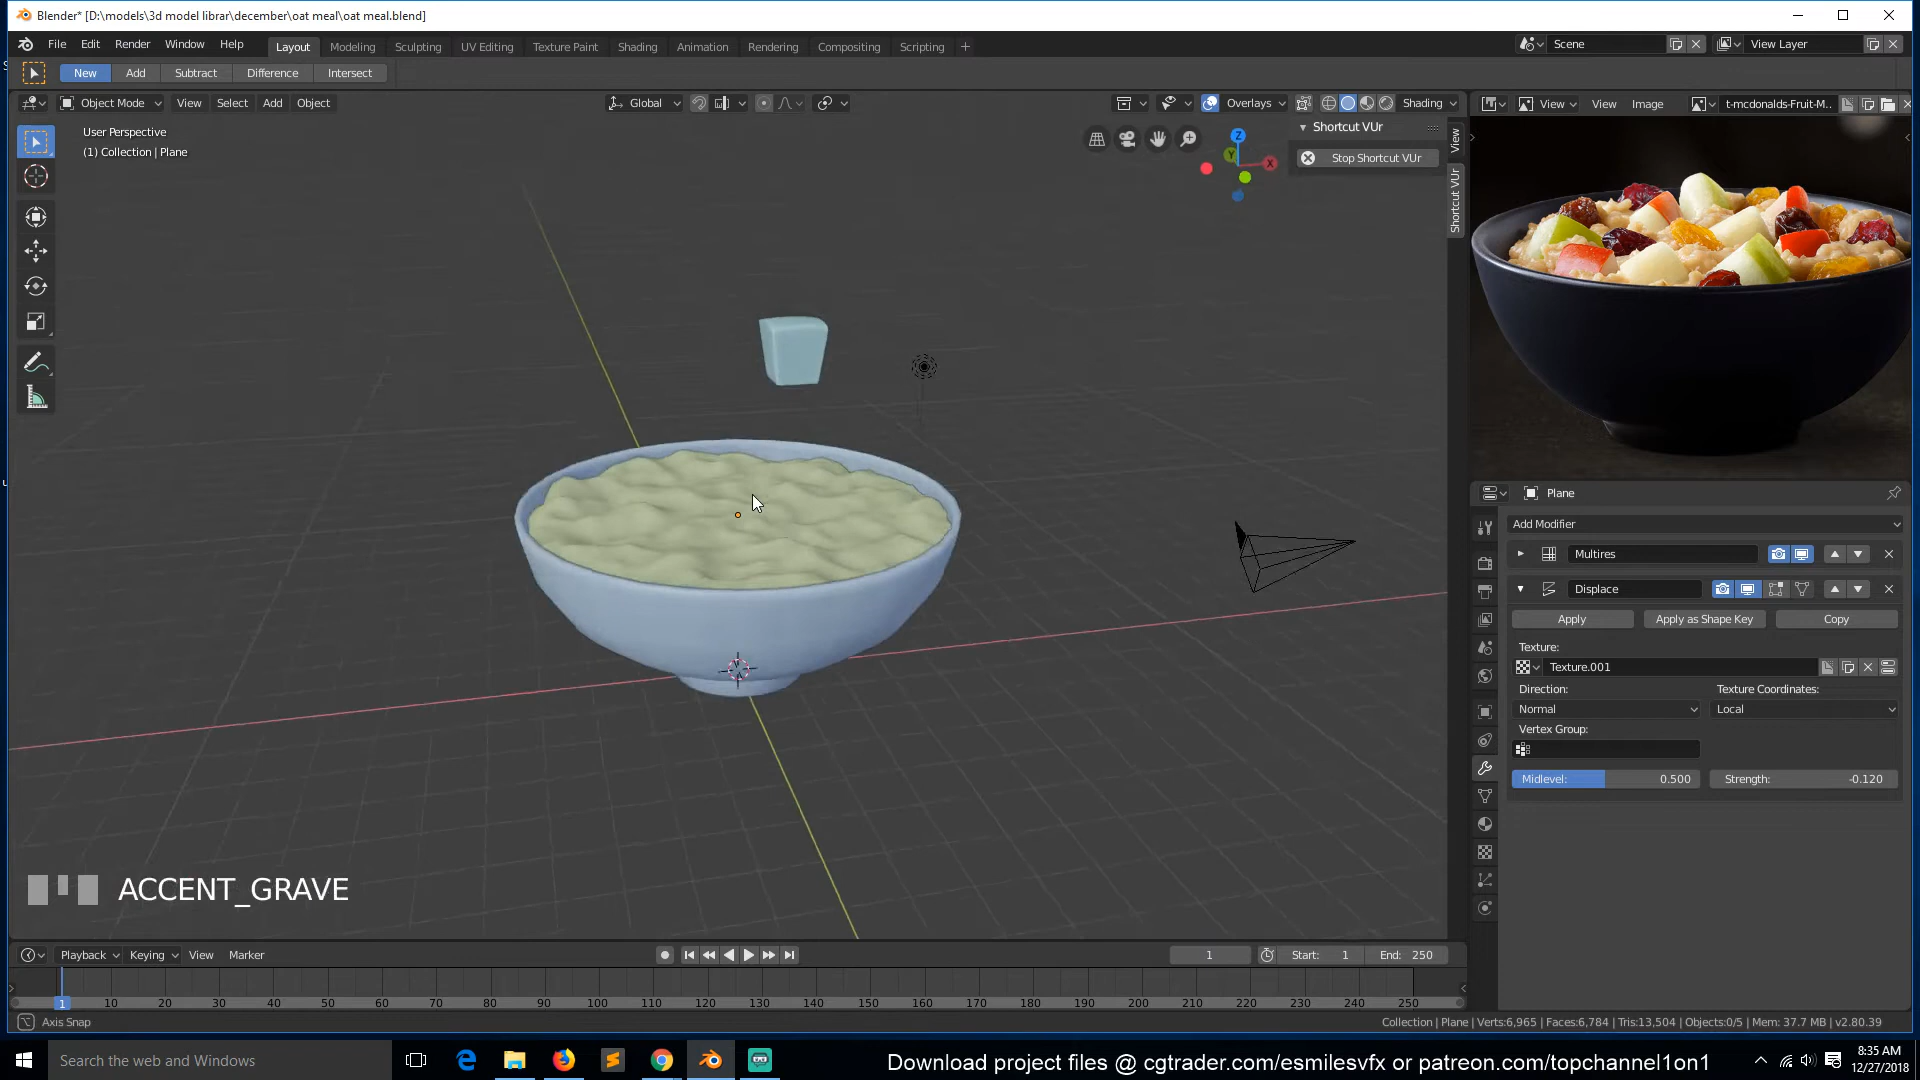 Blender* [D:\models\3d model librar\december\oat meal\oat meal.blend]
File Edit Render Window Help Layout Modeling Sculpting UV Editing Texture Paint Shading Animation Rendering Compositing Scripting Scene View Layer
New Add Subtract Difference Intersect
Object Mode View Select Add Object Global Overlays Shading View View Image t-mcdonalds-Fruit-M..
User Perspective
(1) Collection | Plane
Shortcut VUr
Stop Shortcut VUr
View
Shortcut VUr
Z
Y
X
Plane
Add Modifier
Multires
Displace
Apply Apply as Shape Key Copy
Texture:
Texture.001
Direction: Texture Coordinates:
Normal Local
Vertex Group:
Midlevel: 0.500 Strength: -0.120
ACCENT_GRAVE
Playback Keying View Marker 1 Start: 1 End: 250
1 10 20 30 40 50 60 70 80 90 100 110 120 130 140 150 160 170 180 190 200 210 220 230 240 250
Axis Snap Collection | Plane | Verts:6,965 | Faces:6,784 | Tris:13,504 | Objects:0/5 | Mem: 37.7 MB | v2.80.39
Search the web and Windows
Download project files @ cgtrader.com/esmilesvfx or patreon.com/topchannel1on1
8:35 AM
12/27/2018